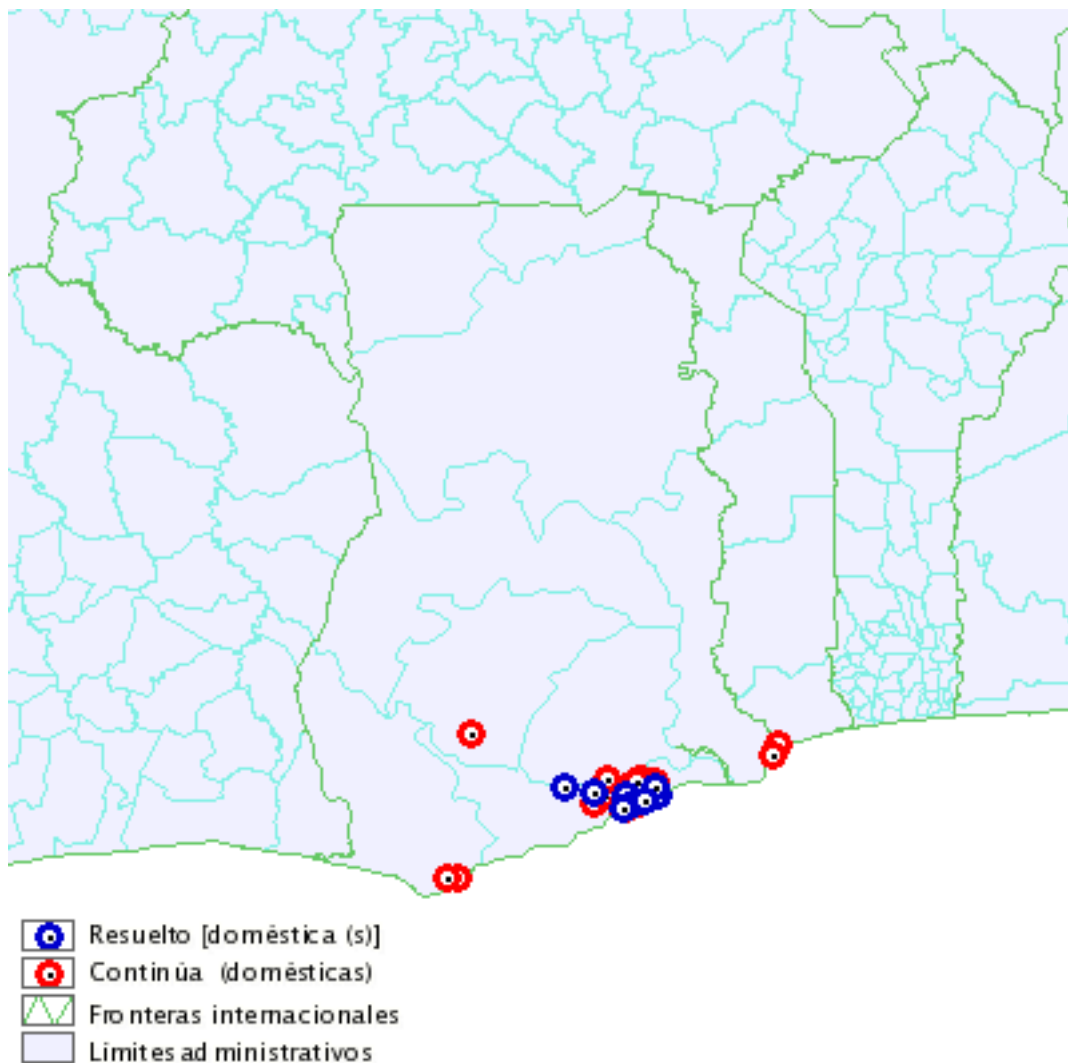 Resuelto [doméstica (s)]
Continúa (domésticas)
Fronteras internacionales
Límites administrativos